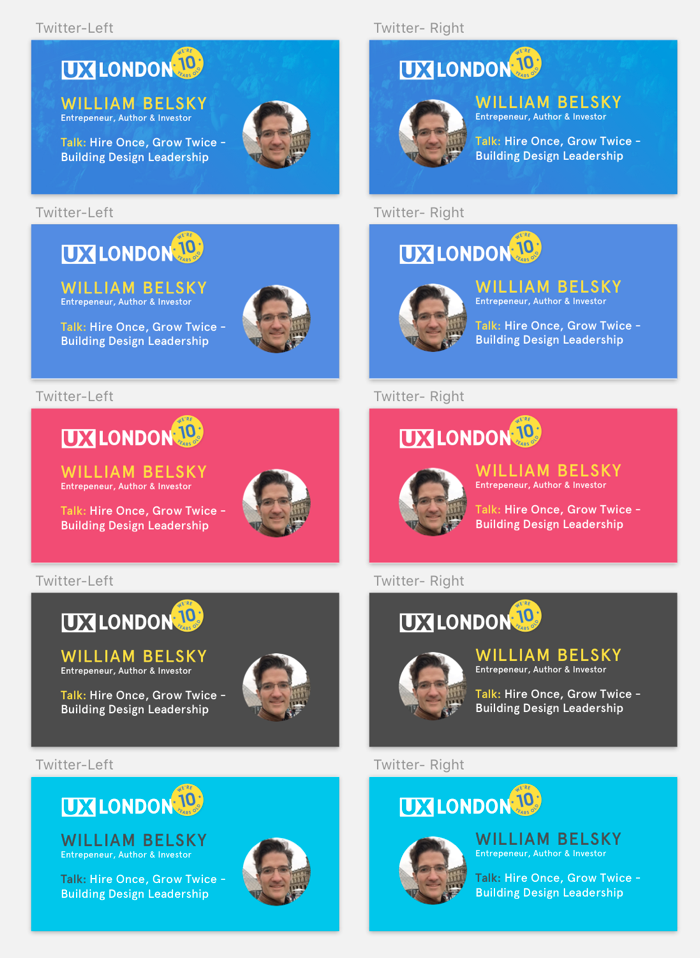 Twitter-Left
UX LONDON
WE'RE
10
YEARS OLD
WILLIAM BELSKY
Entrepeneur, Author & Investor
Talk: Hire Once, Grow Twice –
Building Design Leadership
Twitter- Right
UX LONDON
WE'RE
10
YEARS OLD
WILLIAM BELSKY
Entrepeneur, Author & Investor
Talk: Hire Once, Grow Twice –
Building Design Leadership
Twitter-Left
UX LONDON
WE'RE
10
YEARS OLD
WILLIAM BELSKY
Entrepeneur, Author & Investor
Talk: Hire Once, Grow Twice –
Building Design Leadership
Twitter- Right
UX LONDON
WE'RE
10
YEARS OLD
WILLIAM BELSKY
Entrepeneur, Author & Investor
Talk: Hire Once, Grow Twice –
Building Design Leadership
Twitter-Left
UX LONDON
WE'RE
10
YEARS OLD
WILLIAM BELSKY
Entrepeneur, Author & Investor
Talk: Hire Once, Grow Twice –
Building Design Leadership
Twitter- Right
UX LONDON
WE'RE
10
YEARS OLD
WILLIAM BELSKY
Entrepeneur, Author & Investor
Talk: Hire Once, Grow Twice –
Building Design Leadership
Twitter-Left
UX LONDON
WE'RE
10
YEARS OLD
WILLIAM BELSKY
Entrepeneur, Author & Investor
Talk: Hire Once, Grow Twice –
Building Design Leadership
Twitter- Right
UX LONDON
WE'RE
10
YEARS OLD
WILLIAM BELSKY
Entrepeneur, Author & Investor
Talk: Hire Once, Grow Twice –
Building Design Leadership
Twitter-Left
UX LONDON
WE'RE
10
YEARS OLD
WILLIAM BELSKY
Entrepeneur, Author & Investor
Talk: Hire Once, Grow Twice –
Building Design Leadership
Twitter- Right
UX LONDON
WE'RE
10
YEARS OLD
WILLIAM BELSKY
Entrepeneur, Author & Investor
Talk: Hire Once, Grow Twice –
Building Design Leadership